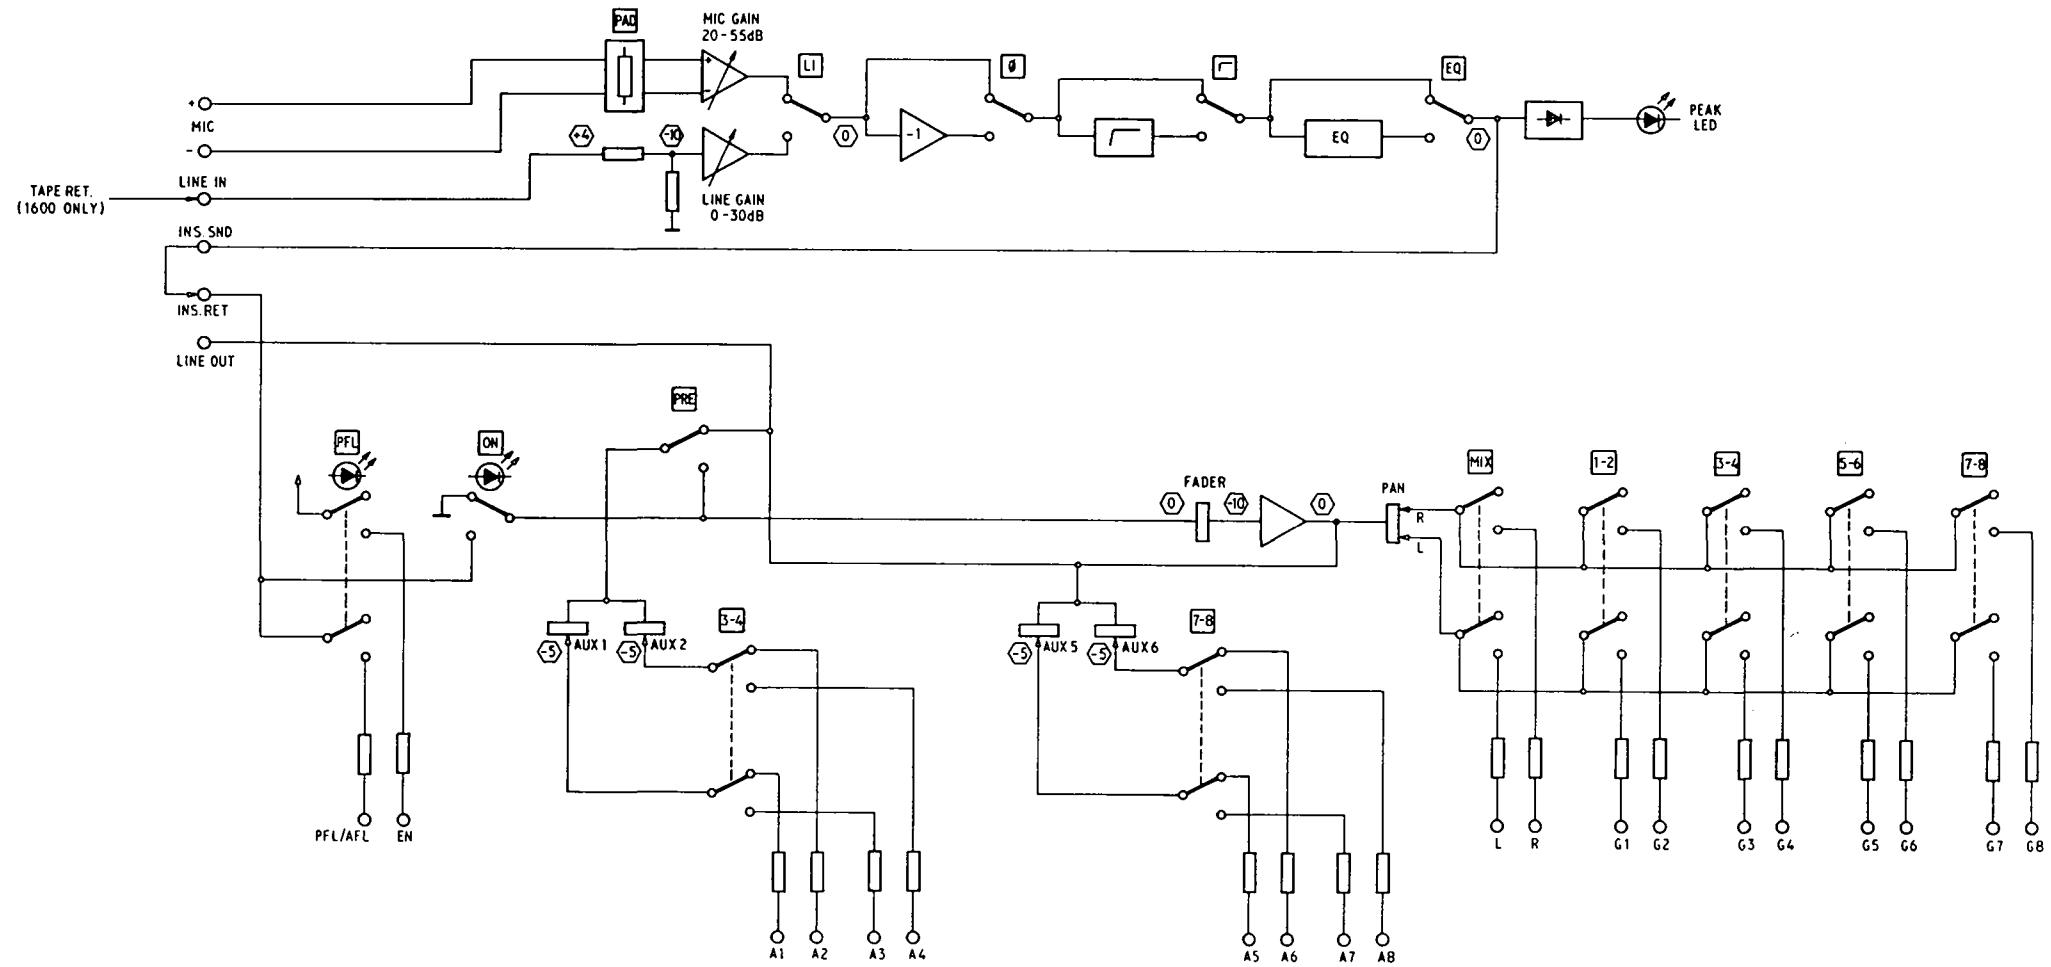 PAD
MIC GAIN
20-55dB
LI
ø
EQ
+
MIC
-
+
-
+4
-10
0
-1
EQ
0
PEAK
LED
TAPE RET.
(1600 ONLY)
LINE IN
LINE GAIN
0-30dB
INS. SND
INS. RET
LINE OUT
PRE
PFL
ON
FADER
0
-10
0
PAN
R
L
MIX
1-2
3-4
5-6
7-8
-5
AUX 1
-5
AUX 2
3-4
-5
AUX 5
-5
AUX 6
7-8
PFL/AFL
EN
L
R
G1
G2
G3
G4
G5
G6
G7
G8
A1
A2
A3
A4
A5
A6
A7
A8